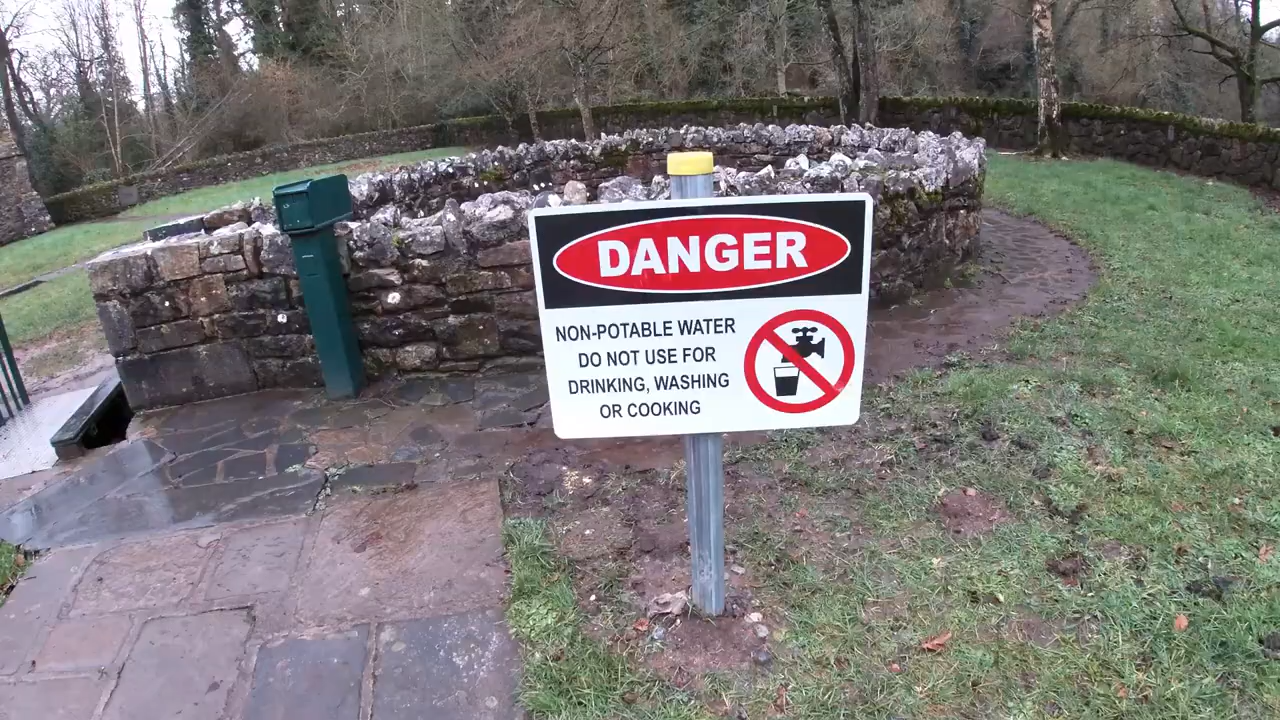 DANGER
NON-POTABLE WATER
DO NOT USE FOR
DRINKING, WASHING
OR COOKING